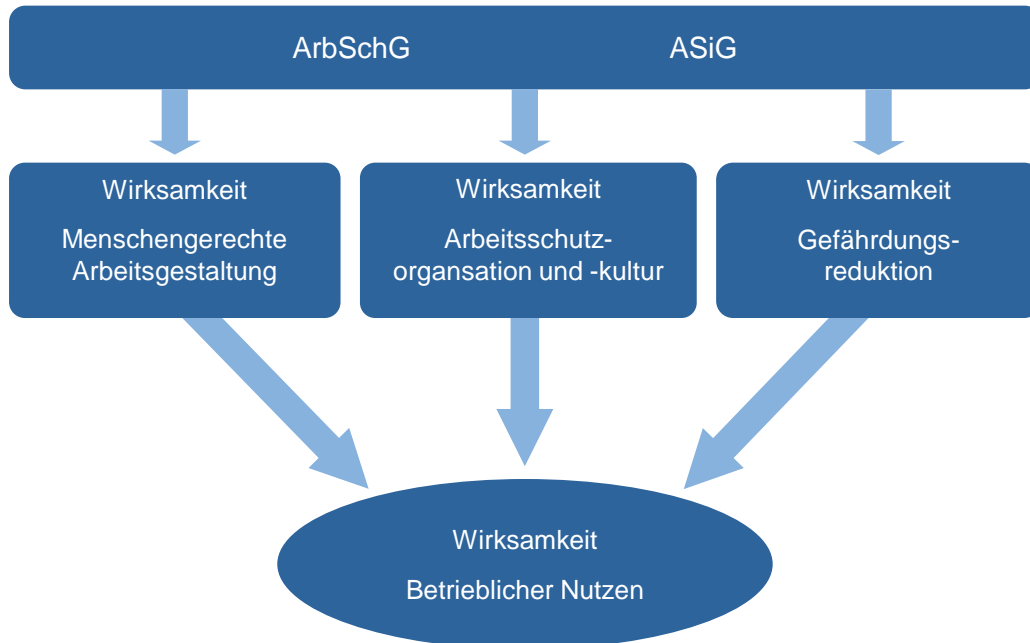 ArbSchG ASiG
Wirksamkeit
Menschengerechte
Arbeitsgestaltung
Wirksamkeit
Arbeitsschutz-
organsation und -kultur
Wirksamkeit
Gefährdungs-
reduktion
Wirksamkeit
Betrieblicher Nutzen